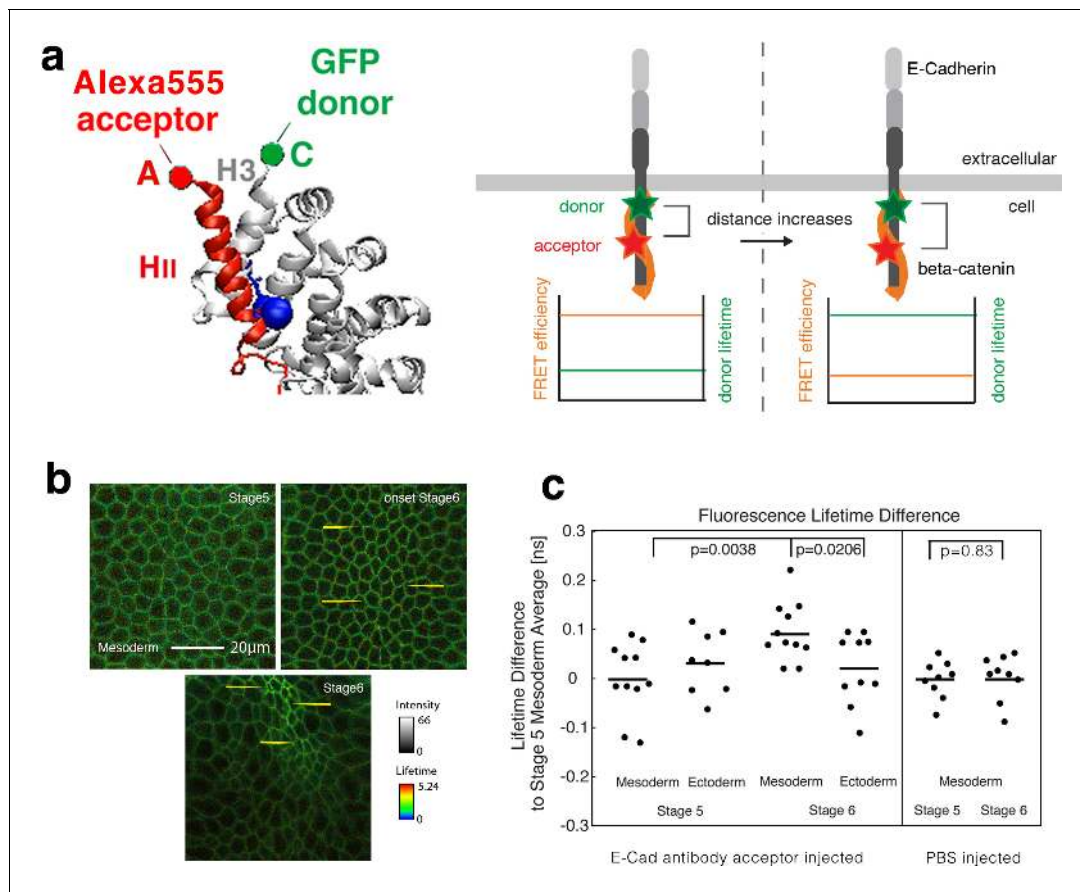 a
Alexa555
acceptor
GFP
donor
A
H3
C
HII
E-Cadherin
extracellular
donor
cell
distance increases
acceptor
beta-catenin
FRET efficiency
donor lifetime
FRET efficiency
donor lifetime
b
Stage5
onset Stage6
Mesoderm
20µm
Stage6
Intensity
66
0
Lifetime
5.24
0
c
Fluorescence Lifetime Difference
Lifetime Difference
to Stage 5 Mesoderm Average [ns]
0.3
0.2
0.1
0
-0.1
-0.2
-0.3
p=0.0038
p=0.0206
p=0.83
Mesoderm Ectoderm Mesoderm Ectoderm Mesoderm
Stage 5 Stage 6 Stage 5 Stage 6
E-Cad antibody acceptor injected PBS injected